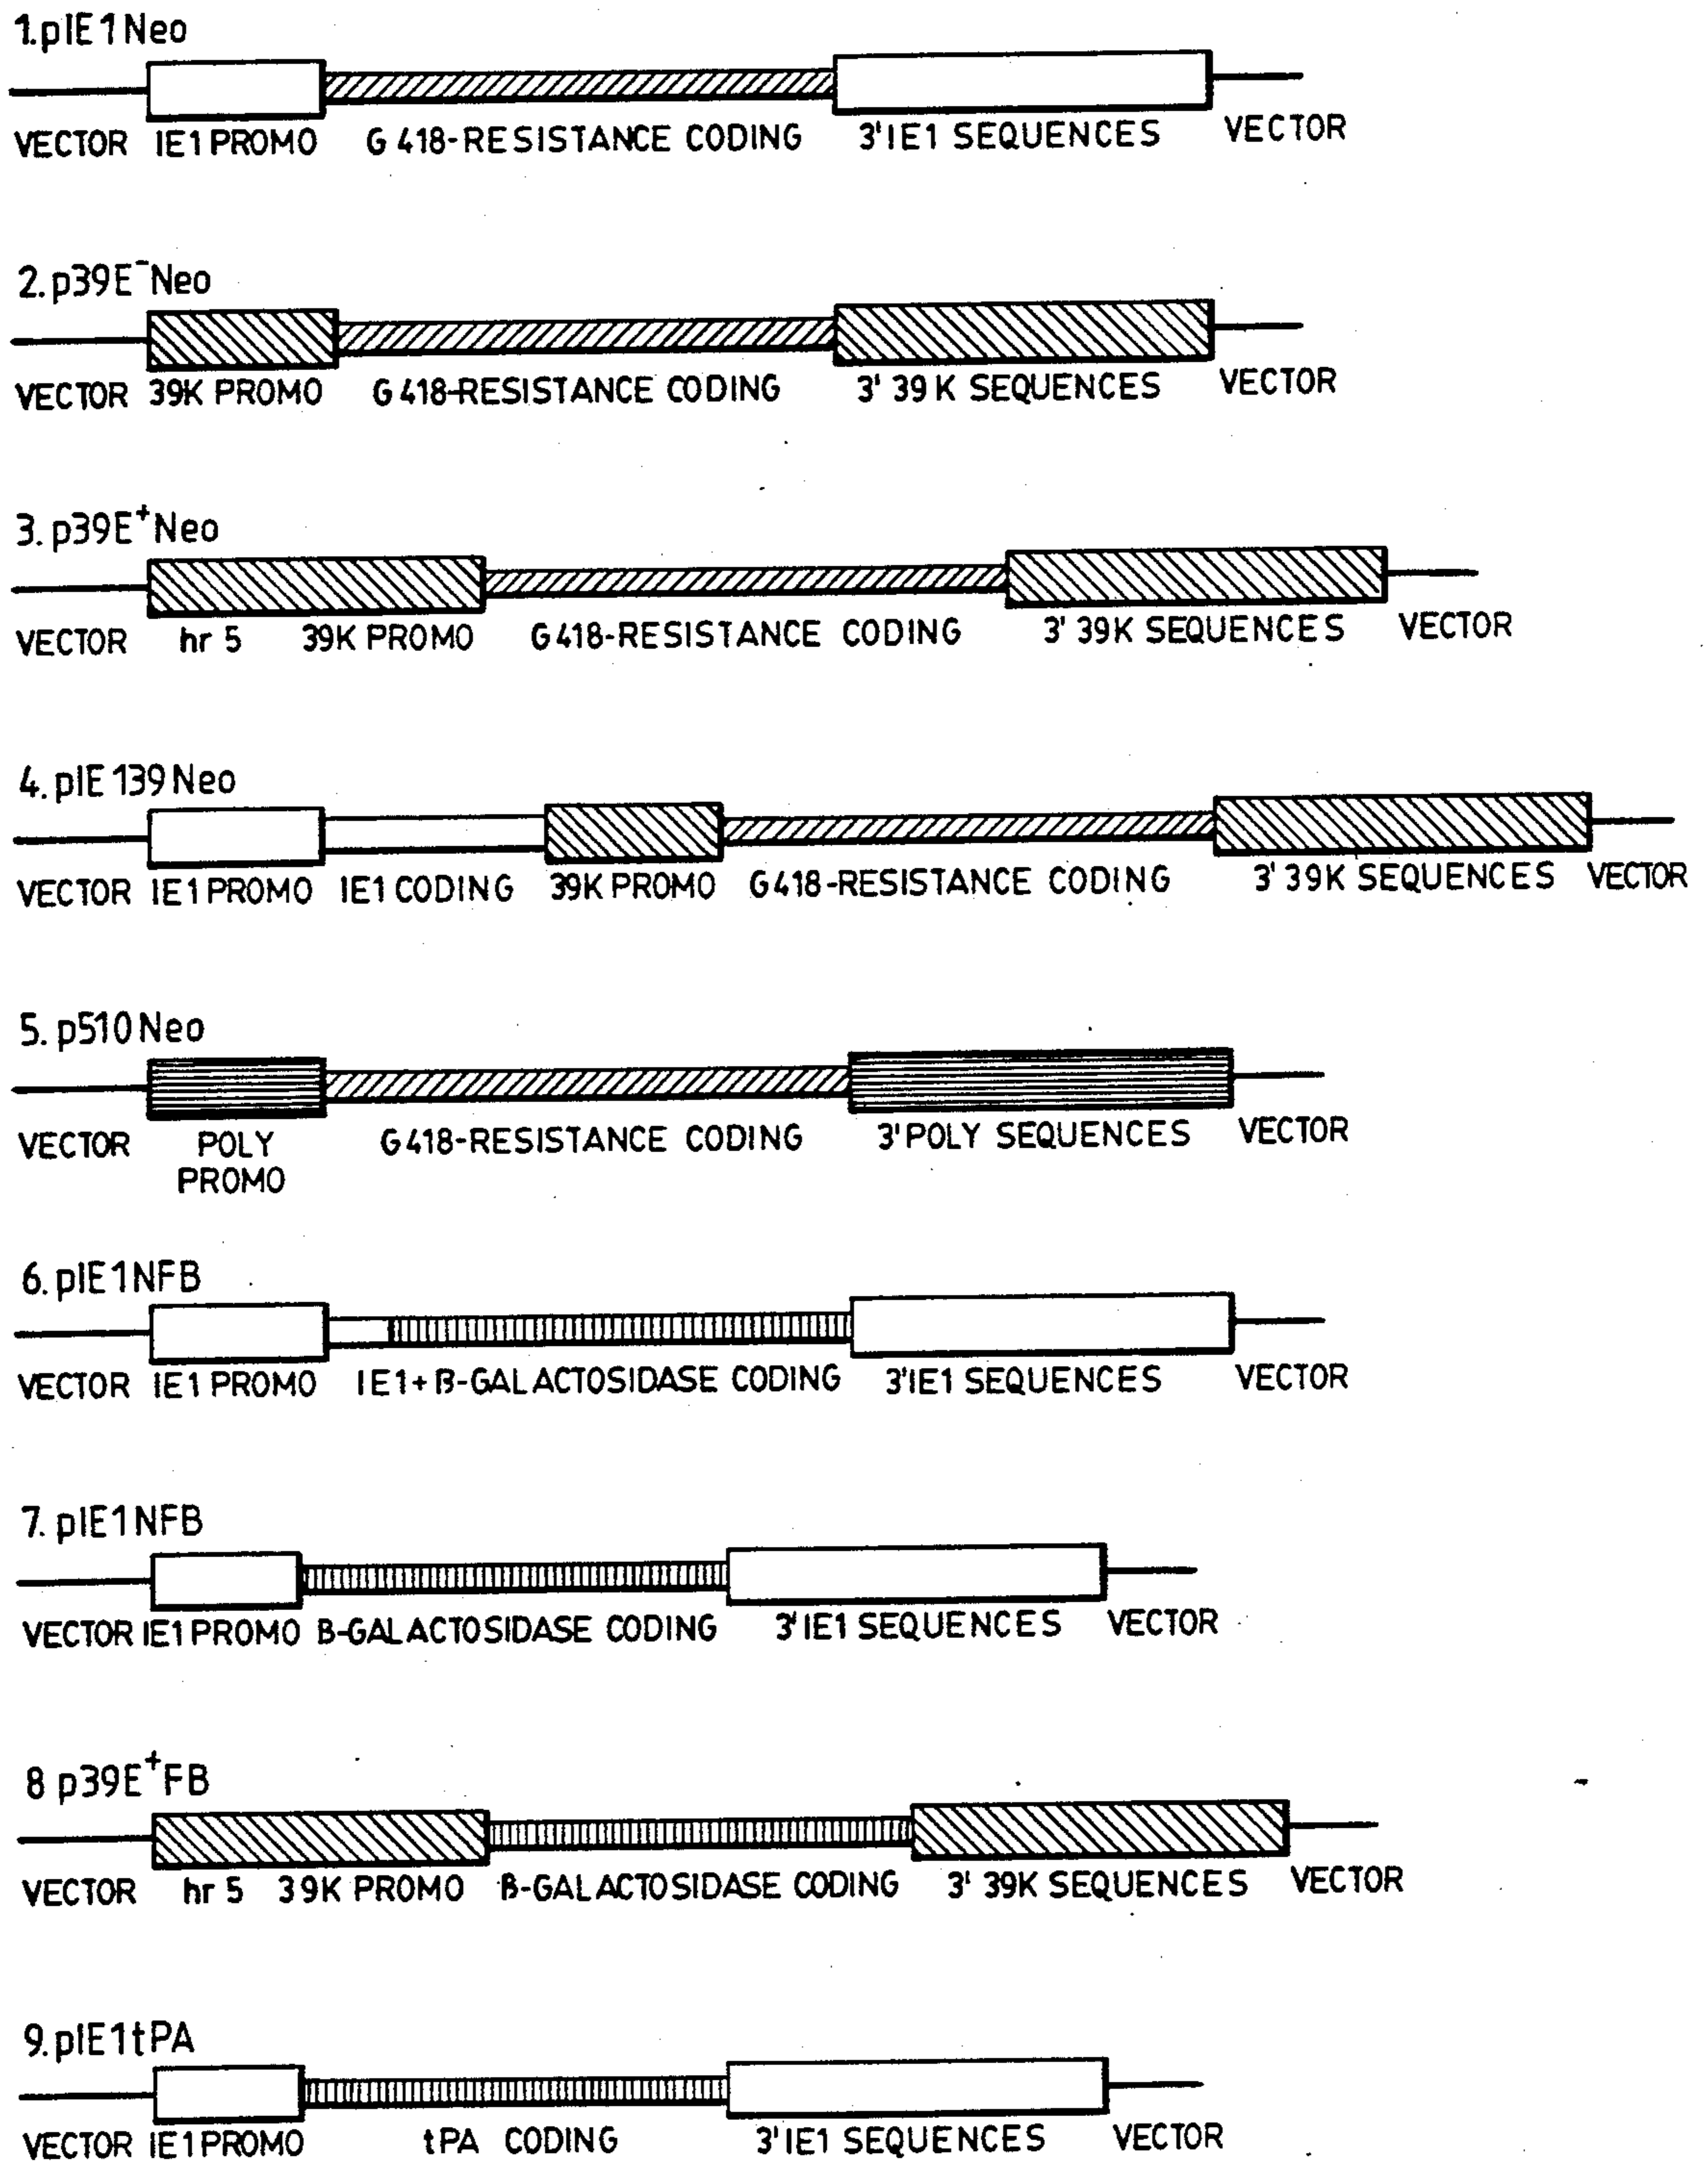 1.pIE1Neo
VECTOR IE1 PROMO G418-RESISTANCE CODING 3'IE1 SEQUENCES VECTOR
2.p39E⁻Neo
VECTOR 39K PROMO G418-RESISTANCE CODING 3' 39K SEQUENCES VECTOR
3.p39E⁺Neo
VECTOR hr 5 39K PROMO G418-RESISTANCE CODING 3' 39K SEQUENCES VECTOR
4.pIE139Neo
VECTOR IE1 PROMO IE1 CODING 39K PROMO G418-RESISTANCE CODING 3' 39K SEQUENCES VECTOR
5.p510Neo
VECTOR POLY G418-RESISTANCE CODING 3'POLY SEQUENCES VECTOR
PROMO
6.pIE1NFB
VECTOR IE1 PROMO IE1+β-GALACTOSIDASE CODING 3'IE1 SEQUENCES VECTOR
7.pIE1NFB
VECTOR IE1 PROMO β-GALACTOSIDASE CODING 3'IE1 SEQUENCES VECTOR
8 p39E⁺FB
VECTOR hr 5 39K PROMO β-GALACTOSIDASE CODING 3' 39K SEQUENCES VECTOR
9.pIE1tPA
VECTOR IE1 PROMO tPA CODING 3'IE1 SEQUENCES VECTOR